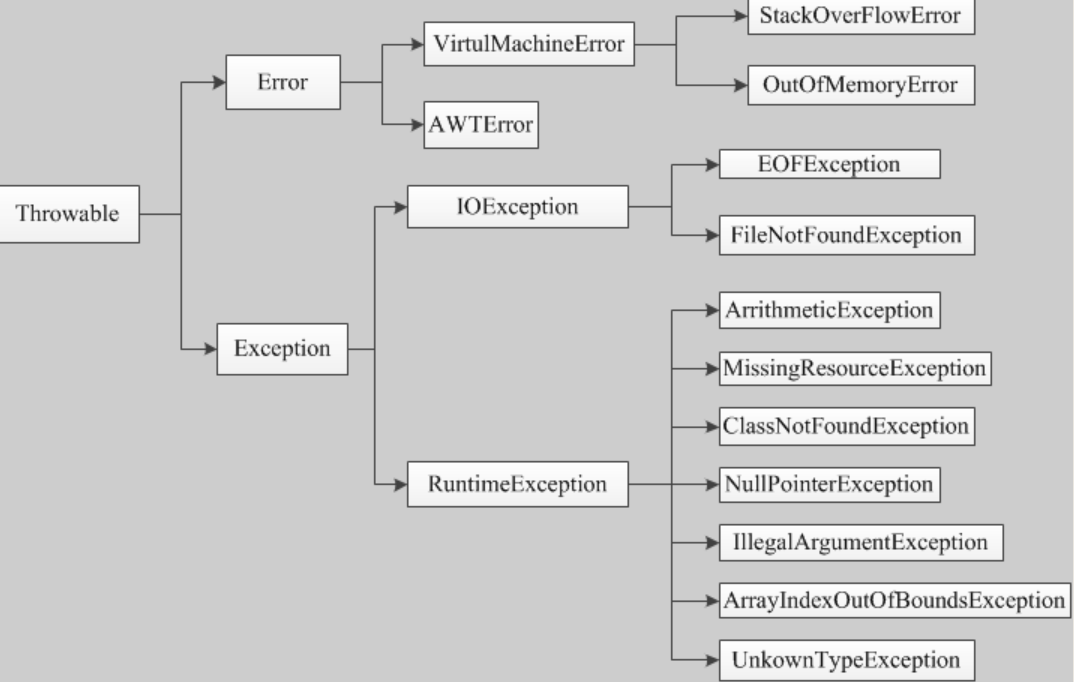 StackOverFlowError
VirtulMachineError
Error
OutOfMemoryError
AWTError
EOFException
Throwable
IOException
FileNotFoundException
ArrithmeticException
Exception
MissingResourceException
ClassNotFoundException
RuntimeException
NullPointerException
IllegalArgumentException
ArrayIndexOutOfBoundsException
UnkownTypeException